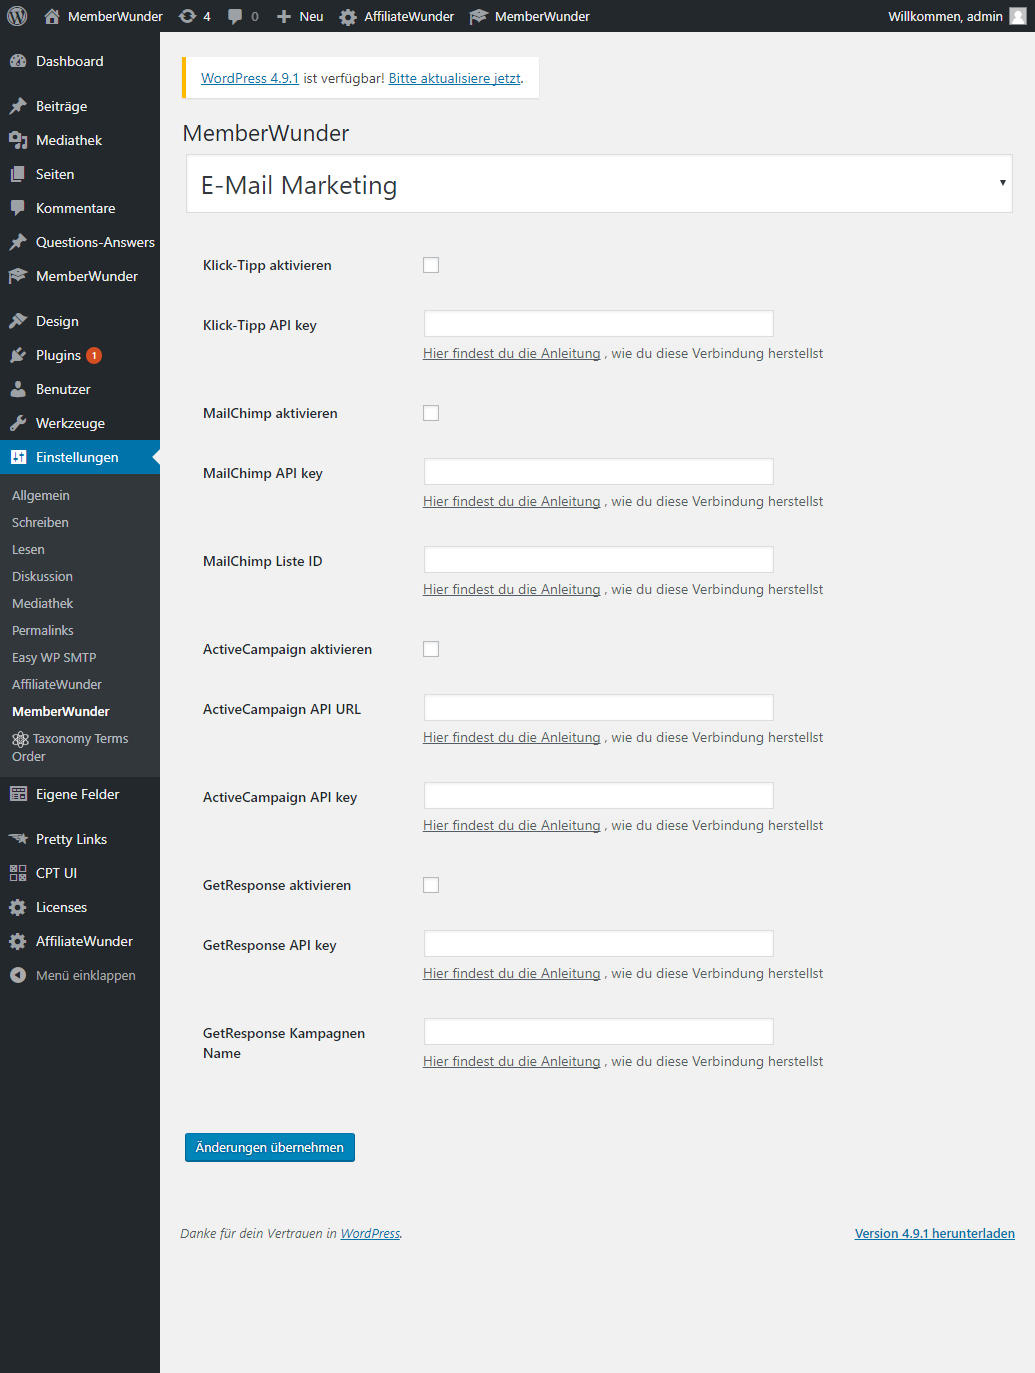 MemberWunder 4 0 Neu AffiliateWunder MemberWunder Willkommen, admin
Dashboard
Beiträge
Mediathek
Seiten
Kommentare
Questions-Answers
MemberWunder
Design
Plugins 1
Benutzer
Werkzeuge
Einstellungen
Allgemein
Schreiben
Lesen
Diskussion
Mediathek
Permalinks
Easy WP SMTP
AffiliateWunder
MemberWunder
Taxonomy Terms
Order
Eigene Felder
Pretty Links
CPT UI
Licenses
AffiliateWunder
Menü einklappen
WordPress 4.9.1 ist verfügbar! Bitte aktualisiere jetzt.
MemberWunder
E-Mail Marketing
Klick-Tipp aktivieren
Klick-Tipp API key
Hier findest du die Anleitung , wie du diese Verbindung herstellst
MailChimp aktivieren
MailChimp API key
Hier findest du die Anleitung , wie du diese Verbindung herstellst
MailChimp Liste ID
Hier findest du die Anleitung , wie du diese Verbindung herstellst
ActiveCampaign aktivieren
ActiveCampaign API URL
Hier findest du die Anleitung , wie du diese Verbindung herstellst
ActiveCampaign API key
Hier findest du die Anleitung , wie du diese Verbindung herstellst
GetResponse aktivieren
GetResponse API key
Hier findest du die Anleitung , wie du diese Verbindung herstellst
GetResponse Kampagnen
Name
Hier findest du die Anleitung , wie du diese Verbindung herstellst
Änderungen übernehmen
Danke für dein Vertrauen in WordPress.
Version 4.9.1 herunterladen